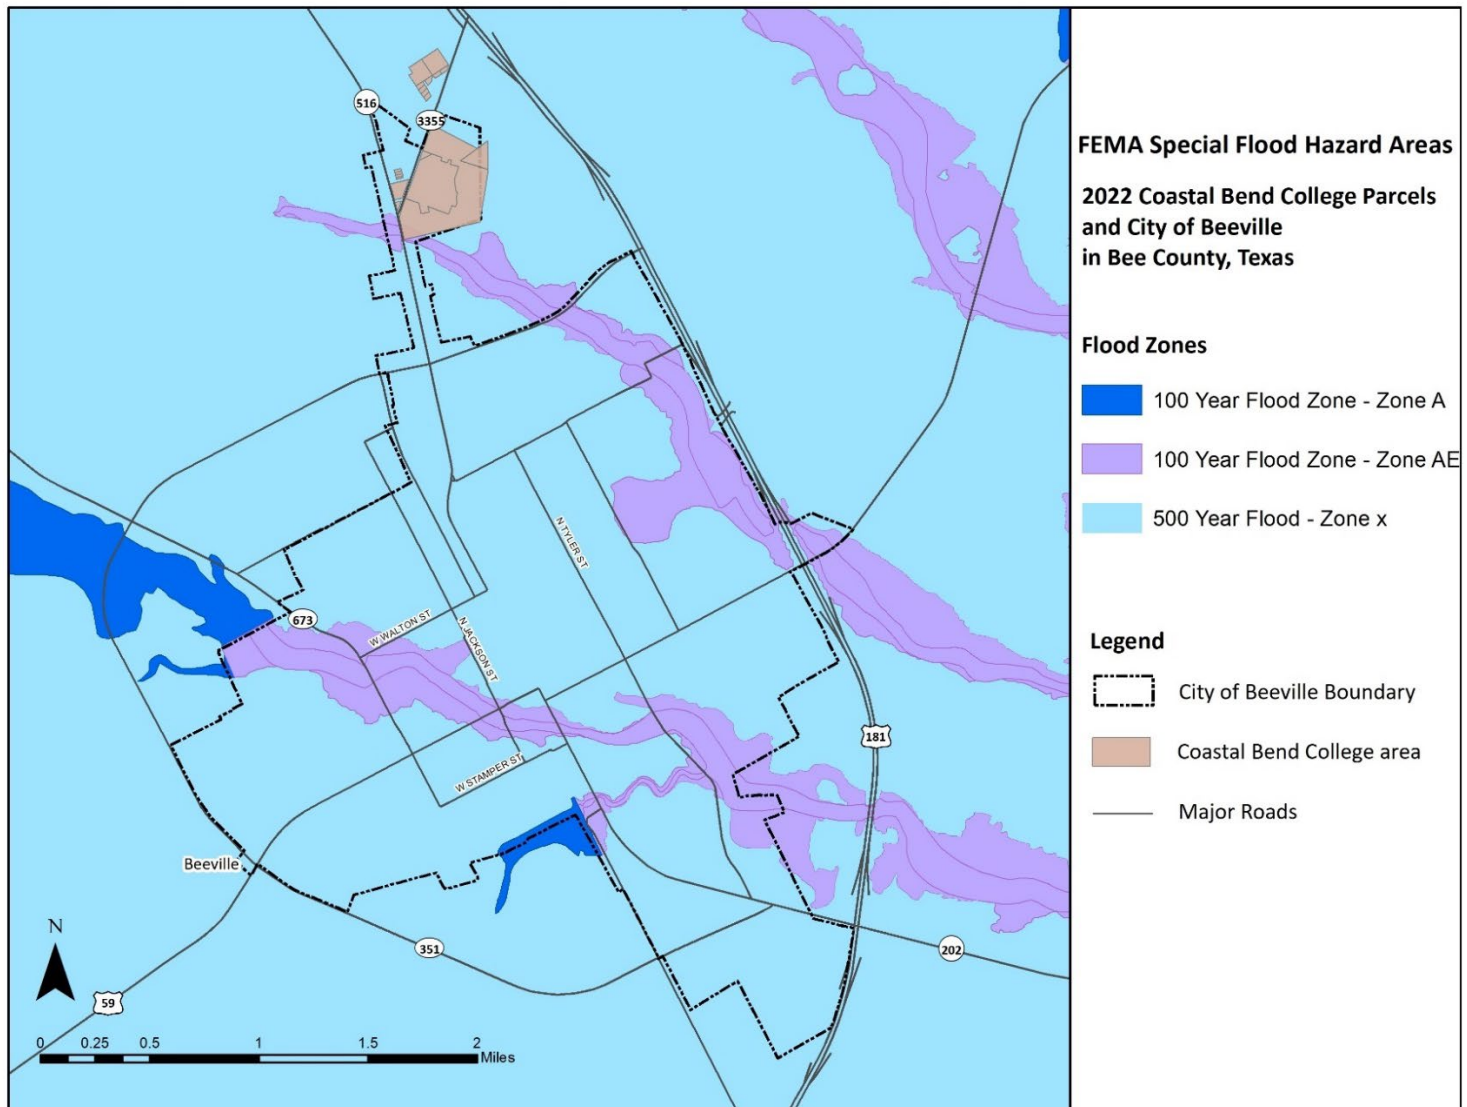 516
3355
N TYLER ST
673
W WALTON ST
N JACKSON ST
181
W STAMPER ST
Beeville
N
351
202
59
0 0.25 0.5 1 1.5 2
Miles
FEMA Special Flood Hazard Areas
2022 Coastal Bend College Parcels
and City of Beeville
in Bee County, Texas
Flood Zones
100 Year Flood Zone - Zone A
100 Year Flood Zone - Zone AE
500 Year Flood - Zone x
Legend
City of Beeville Boundary
Coastal Bend College area
Major Roads